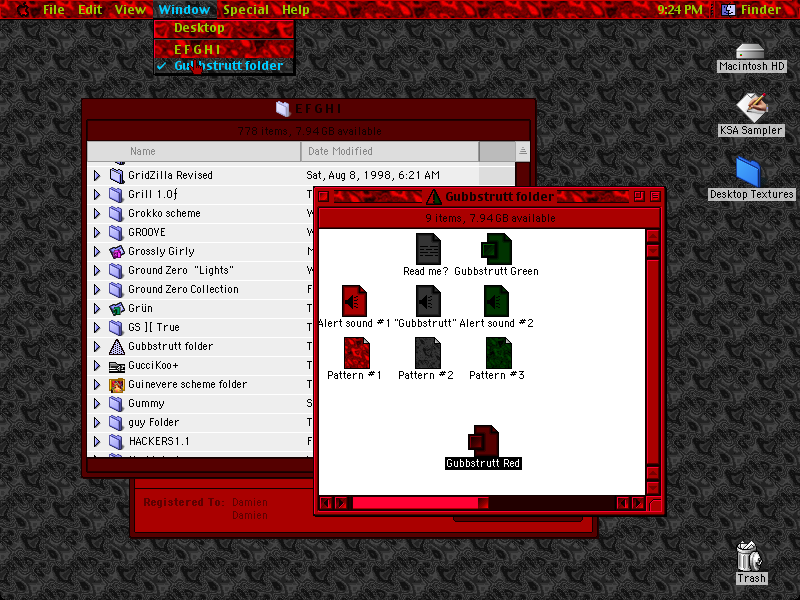 File Edit View Window Special Help 9:24 PM Finder
Desktop
E F G H I
✓ Gubbstrutt folder
Macintosh HD
KSA Sampler
Desktop Textures
Trash
E F G H I
778 items, 7.94 GB available
Name Date Modified
GridZilla Revised Sat, Aug 8, 1998, 6:21 AM
Grill 1.0ƒ T
Grokko scheme W
GROOVE W
Grossly Girly M
Ground Zero "Lights" W
Ground Zero Collection F
Grün T
GS ][ True T
Gubbstrutt folder T
GucciKoo+ T
Guinevere scheme folder T
Gummy S
guy Folder T
HACKERS1.1 F
Gubbstrutt folder
9 items, 7.94 GB available
Read me? Gubbstrutt Green
Alert sound #1 "Gubbstrutt" Alert sound #2
Pattern #1 Pattern #2 Pattern #3
Gubbstrutt Red
Registered To: Damien
Damien